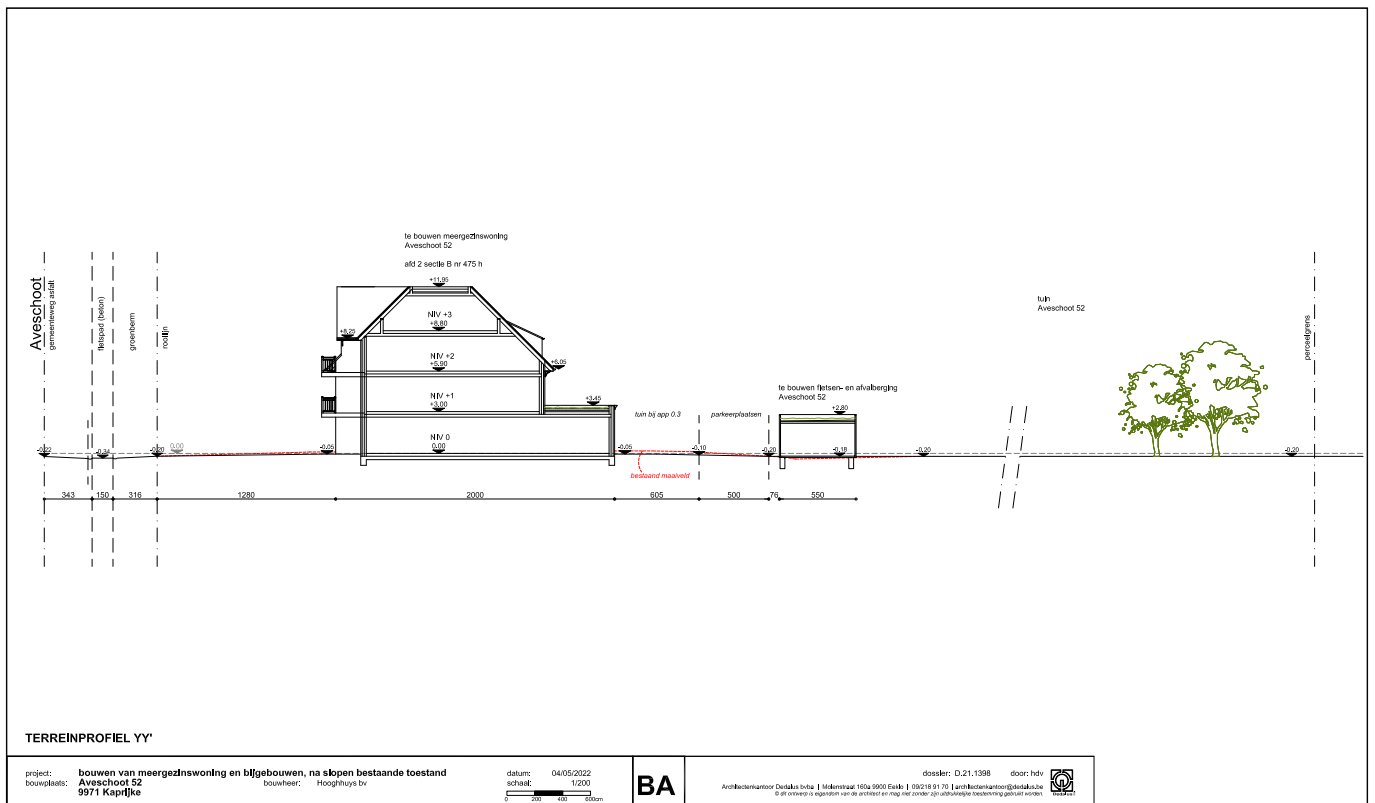 te bouwen meergezinswoning
Aveschoot 52
afd 2 sectie B nr 475 h
+11.95
NIV +3
+8.80
+8.25
NIV +2
+5.90
+6.05
NIV +1
+3.00
+3.45
NIV 0
0.00
Aveschoot
gemeenteweg asfalt
fietspad (beton)
groenberm
rooilijn
-0.22
-0.34
-0.20
0.00
-0.05
-0.05
tuin bij app 0.3
parkeerplaatsen
-0.10
-0.20
bestaand maaiveld
te bouwen fietsen- en afvalberging
Aveschoot 52
+2.80
-0.18
-0.20
tuin
Aveschoot 52
-0.20
perceelgrens
343 150 316 1280 2000 605 500 76 550
TERREINPROFIEL YY'
project: bouwen van meergezinswoning en bijgebouwen, na slopen bestaande toestand
bouwplaats: Aveschoot 52 bouwheer: Hooghhuys bv
9971 Kaprijke
datum: 04/05/2022
schaal: 1/200
0 200 400 600cm
BA
dossier: D.21.1398 door: hdv
Architectenkantoor Dedalus bvba | Molenstraat 160a 9900 Eeklo | 09/218 91 70 | architectenkantoor@dedalus.be
© dit ontwerp is eigendom van de architect en mag niet zonder zijn uitdrukkelijke toestemming gebruikt worden.
Dedalus